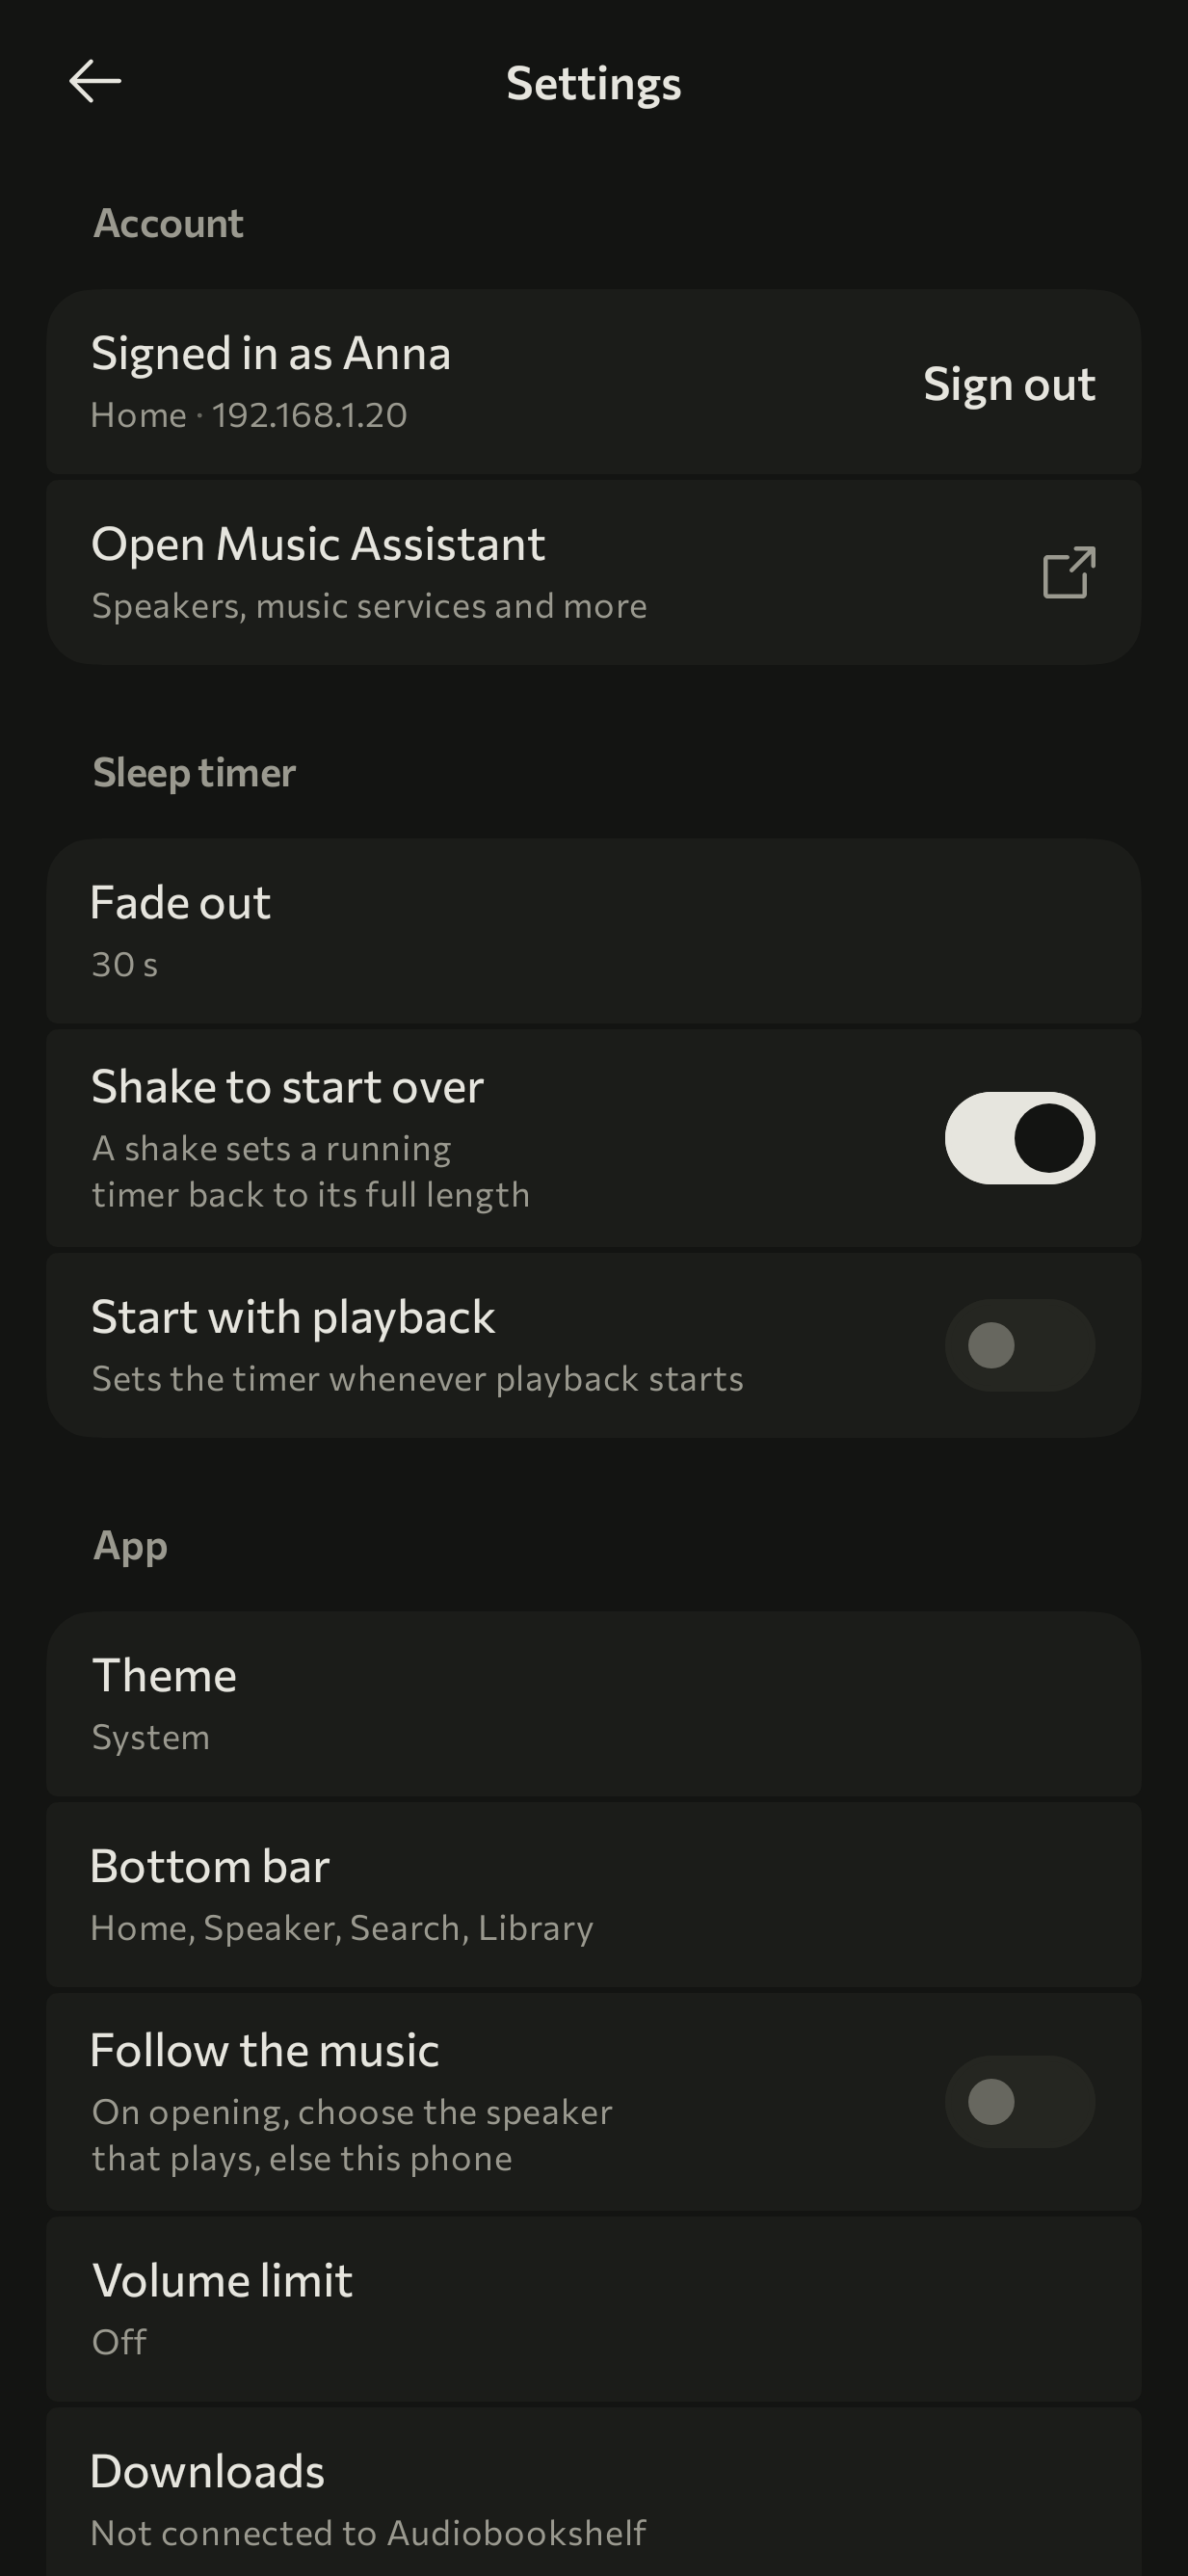 Settings
Account
Signed in as Anna
Home · 192.168.1.20
Sign out
Open Music Assistant
Speakers, music services and more
Sleep timer
Fade out
30 s
Shake to start over
A shake sets a running
timer back to its full length
Start with playback
Sets the timer whenever playback starts
App
Theme
System
Bottom bar
Home, Speaker, Search, Library
Follow the music
On opening, choose the speaker
that plays, else this phone
Volume limit
Off
Downloads
Not connected to Audiobookshelf